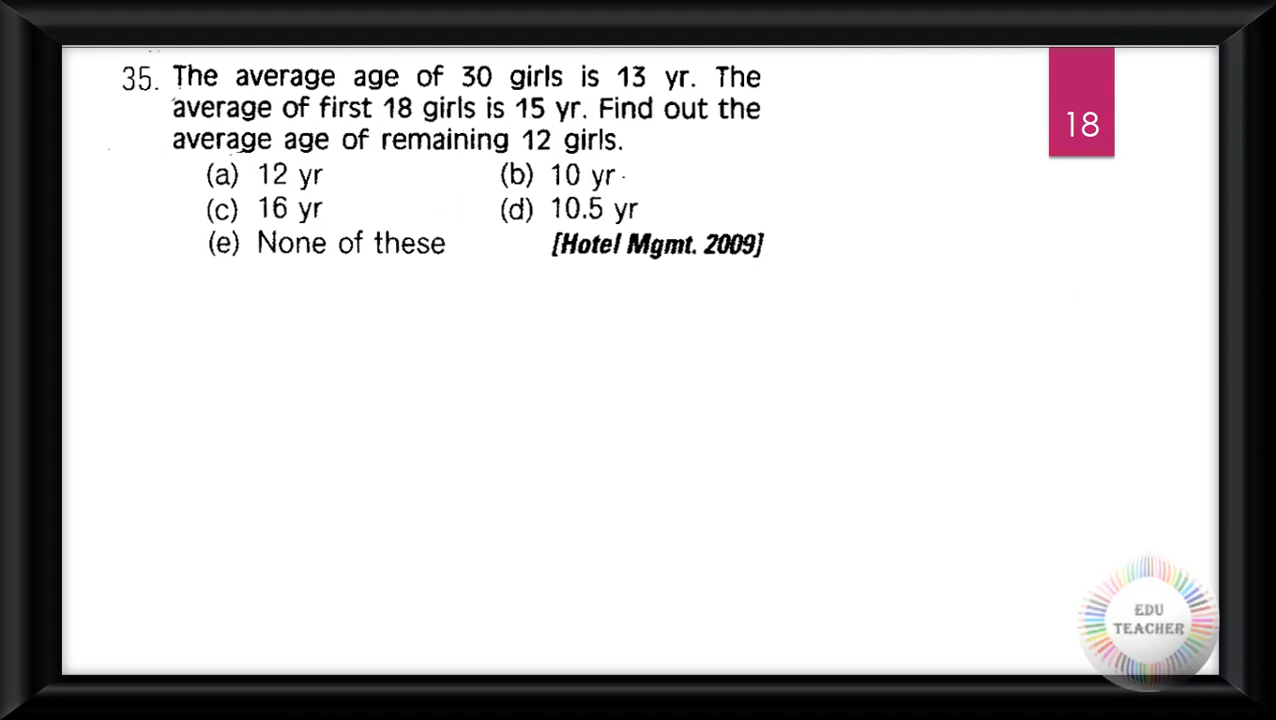 35. The average age of 30 girls is 13 yr. The
average of first 18 girls is 15 yr. Find out the
average age of remaining 12 girls.
(a) 12 yr (b) 10 yr
(c) 16 yr (d) 10.5 yr
(e) None of these [Hotel Mgmt. 2009]
18
EDU
TEACHER